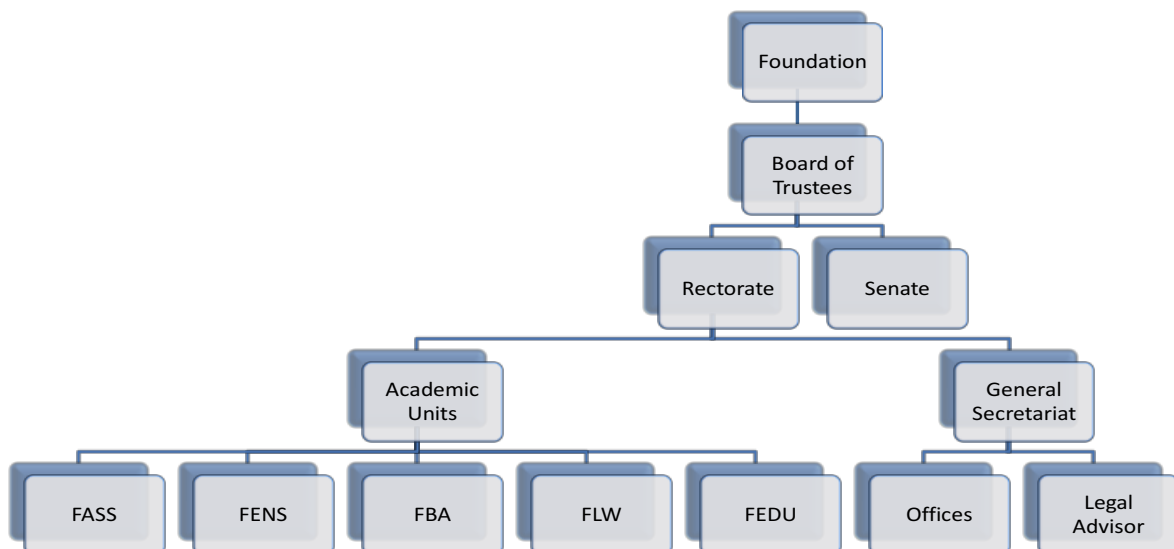 Foundation
Board of
Trustees
Rectorate
Senate
Academic
Units
General
Secretariat
FASS
FENS
FBA
FLW
FEDU
Offices
Legal
Advisor